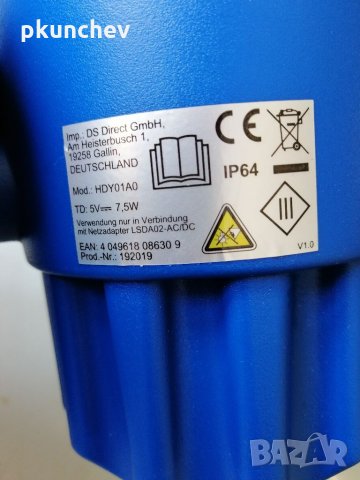 pkunchev
Imp.: DS Direct GmbH,
Am Heisterbusch 1,
19258 Gallin,
DEUTSCHLAND
Mod.: HDY01A0
TD: 5V⎓ 7,5W
Verwendung nur in Verbindung
mit Netzadapter LSDA02-AC/DC
EAN: 4 049618 08630 9
Prod.-Nr.: 192019
CE
IP64
III
V1.0
BAZAR
bg